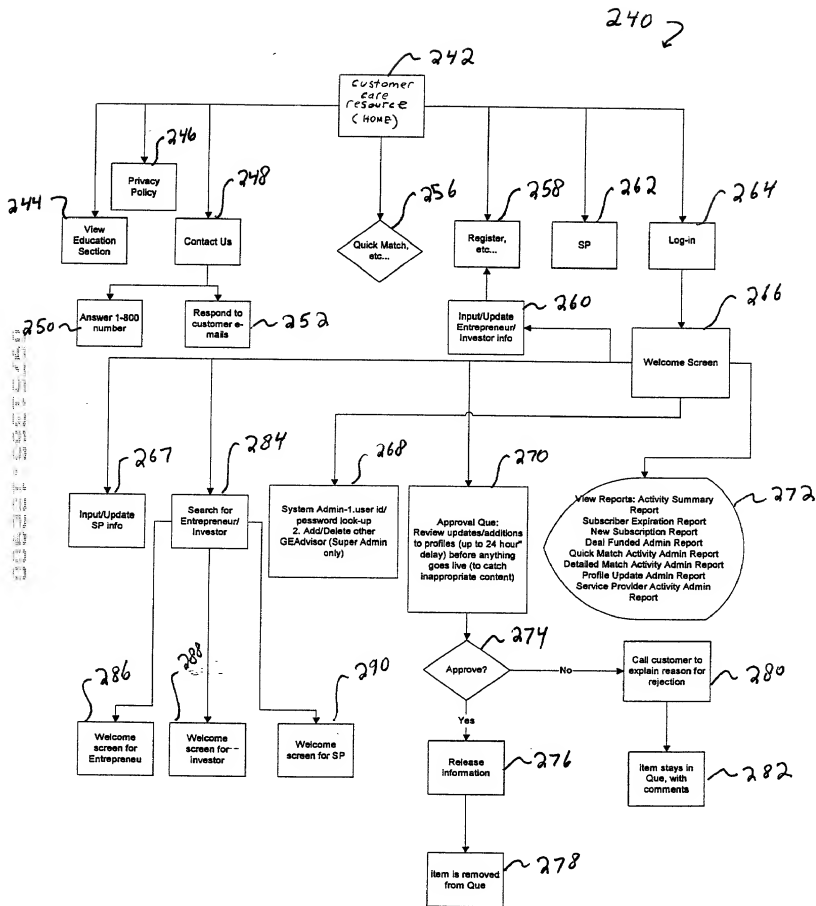 240
242
customer
care
resource
(HOME)
246
Privacy
Policy
248
244
View
Education
Section
Contact Us
256
Quick Match,
etc...
258
Register,
etc...
262
SP
264
Log-in
250
Answer 1-800
number
Respond to
customer e-
mails
252
260
Input/Update
Entrepreneur/
Investor info
266
Welcome Screen
267
Input/Update
SP info
284
Search for
Entrepreneur/
Investor
268
System Admin-1.user id/
password look-up
2. Add/Delete other
GEAdvisor (Super Admin
only)
270
Approval Que:
Review updates/additions
to profiles (up to 24 hour"
delay) before anything
goes live (to catch
inappropriate content)
272
View Reports: Activity Summary
Report
Subscriber Expiration Report
New Subscription Report
Deal Funded Admin Report
Quick Match Activity Admin Report
Detailed Match Activity Admin Report
Profile Update Admin Report
Service Provider Activity Admin
Report
274
Approve?
No
Call customer to
explain reason for
rejection
280
286
Welcome
screen for
Entrepreneu
288
Welcome
screen for
Investor
290
Welcome
screen for SP
Yes
Release
information
276
Item stays in
Que, with
comments
282
Item is removed
from Que
278